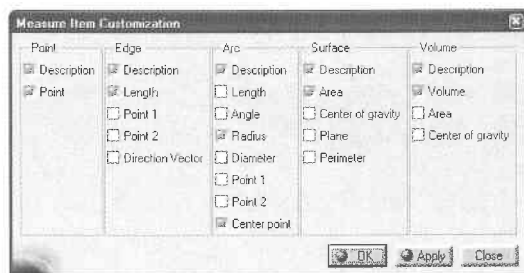 Measure Item Customization
Point
Description
Point
Edge
Description
Length
Point 1
Point 2
Direction Vector
Arc
Description
Length
Angle
Radius
Diameter
Point 1
Point 2
Center point
Surface
Description
Area
Center of gravity
Plane
Perimeter
Volume
Description
Volume
Area
Center of gravity
OK
Apply
Close